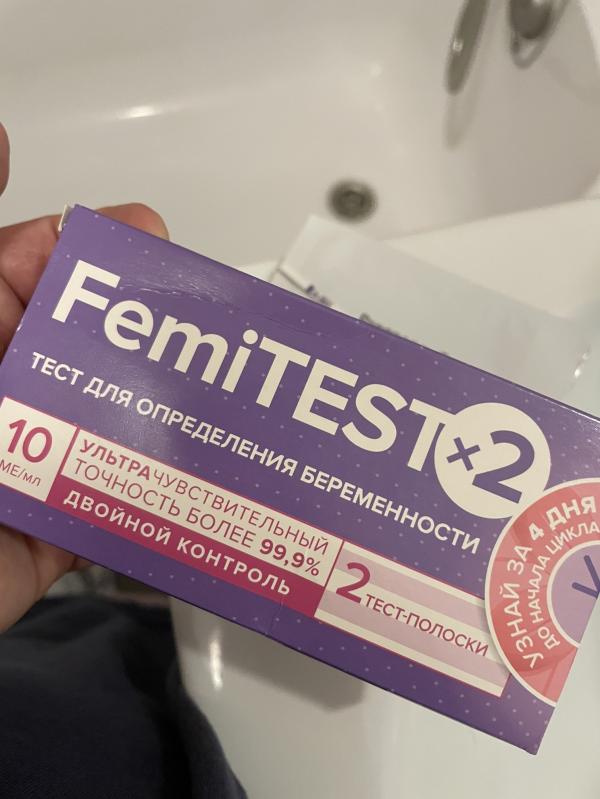 FemiTEST ×2
ТЕСТ ДЛЯ ОПРЕДЕЛЕНИЯ БЕРЕМЕННОСТИ
10
МЕ/мл
УЛЬТРАЧУВСТВИТЕЛЬНЫЙ
ТОЧНОСТЬ БОЛЕЕ 99,9%
ДВОЙНОЙ КОНТРОЛЬ
2 ТЕСТ-ПОЛОСКИ
УЗНАЙ ЗА 4 ДНЯ
ДО НАЧАЛА ЦИКЛА